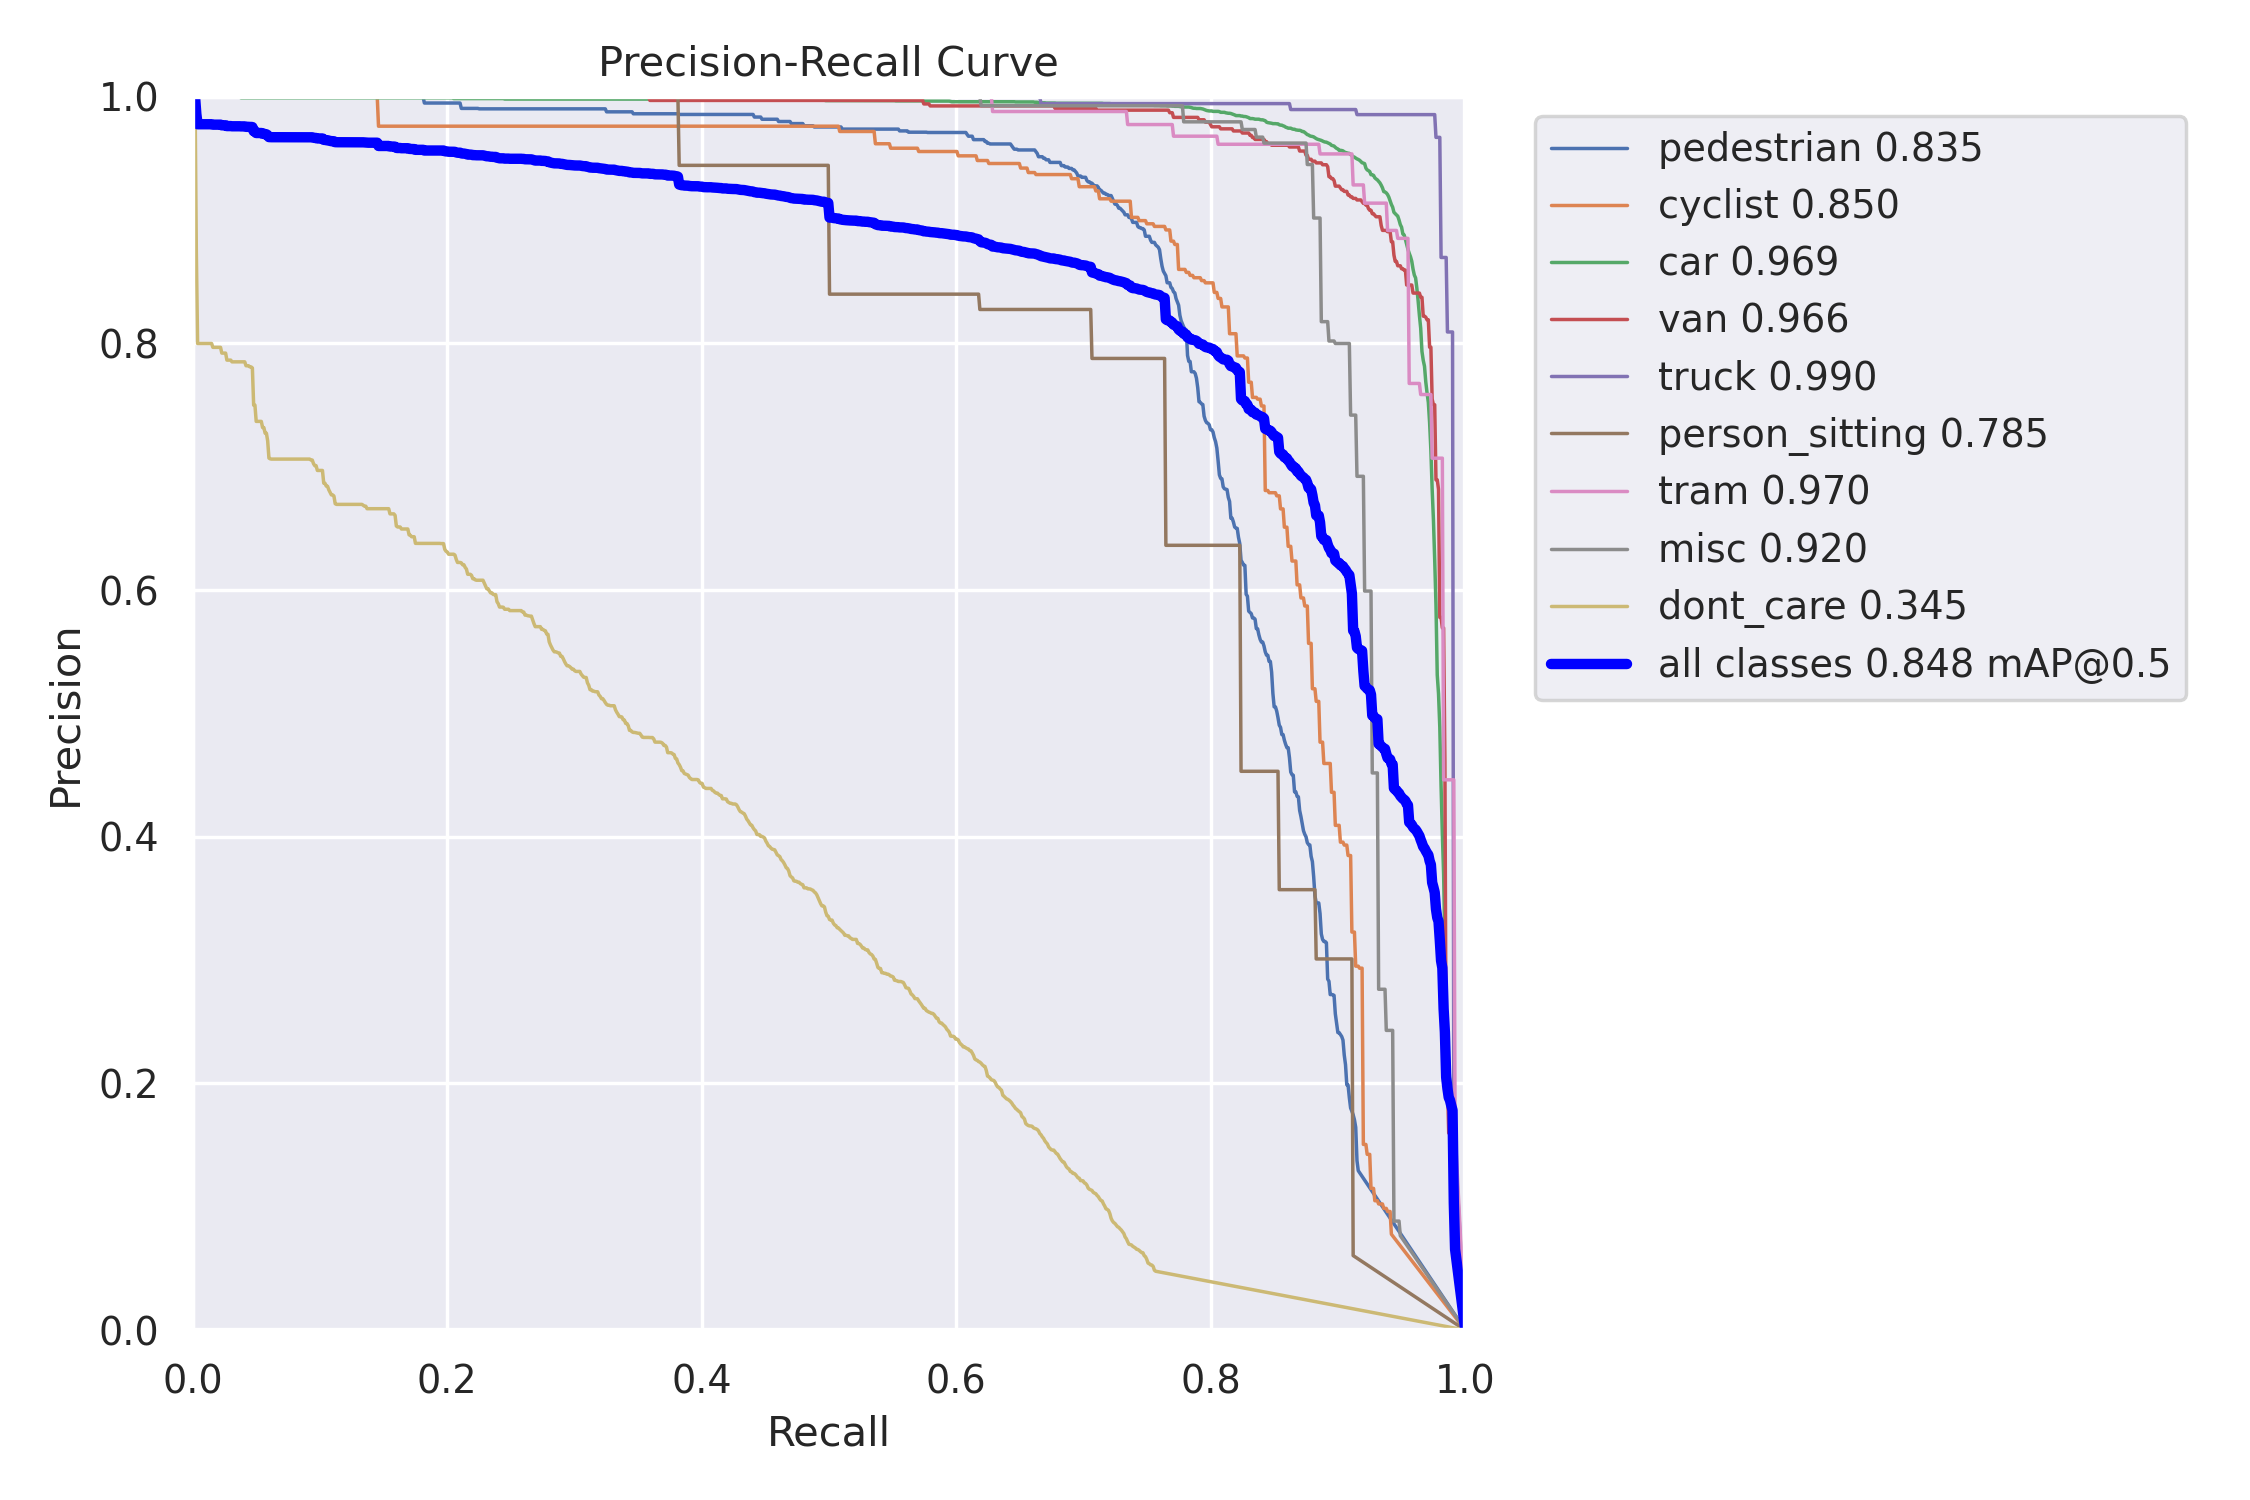 Precision-Recall Curve
1.0
0.8
0.6
0.4
0.2
0.0
Precision
0.0 0.2 0.4 0.6 0.8 1.0
Recall
pedestrian 0.835
cyclist 0.850
car 0.969
van 0.966
truck 0.990
person_sitting 0.785
tram 0.970
misc 0.920
dont_care 0.345
all classes 0.848 mAP@0.5